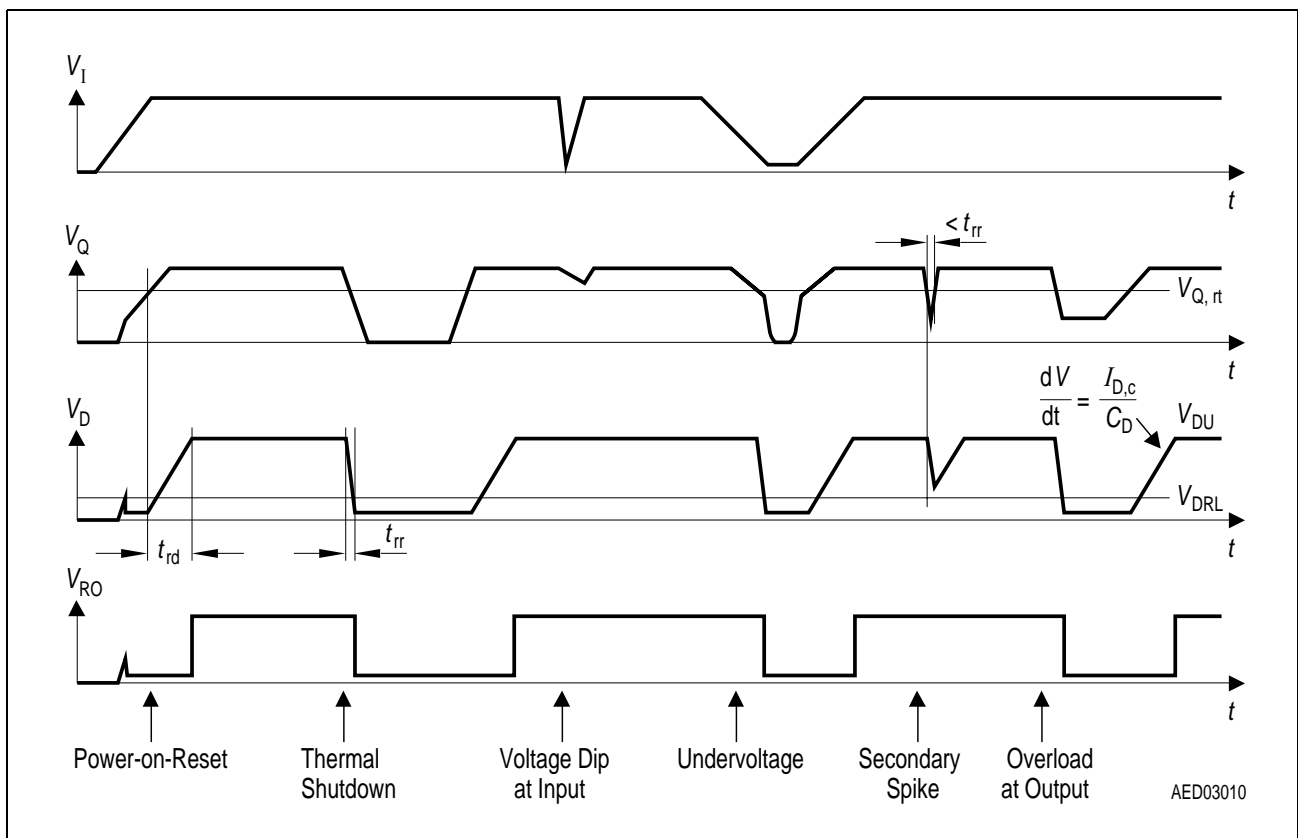 V_I
t
V_Q
< t_rr
V_Q, rt
t
V_D
dV/dt = I_D,c/C_D
V_DU
V_DRL
t_rd
t_rr
t
V_RO
t
Power-on-Reset
Thermal
Shutdown
Voltage Dip
at Input
Undervoltage
Secondary
Spike
Overload
at Output
AED03010